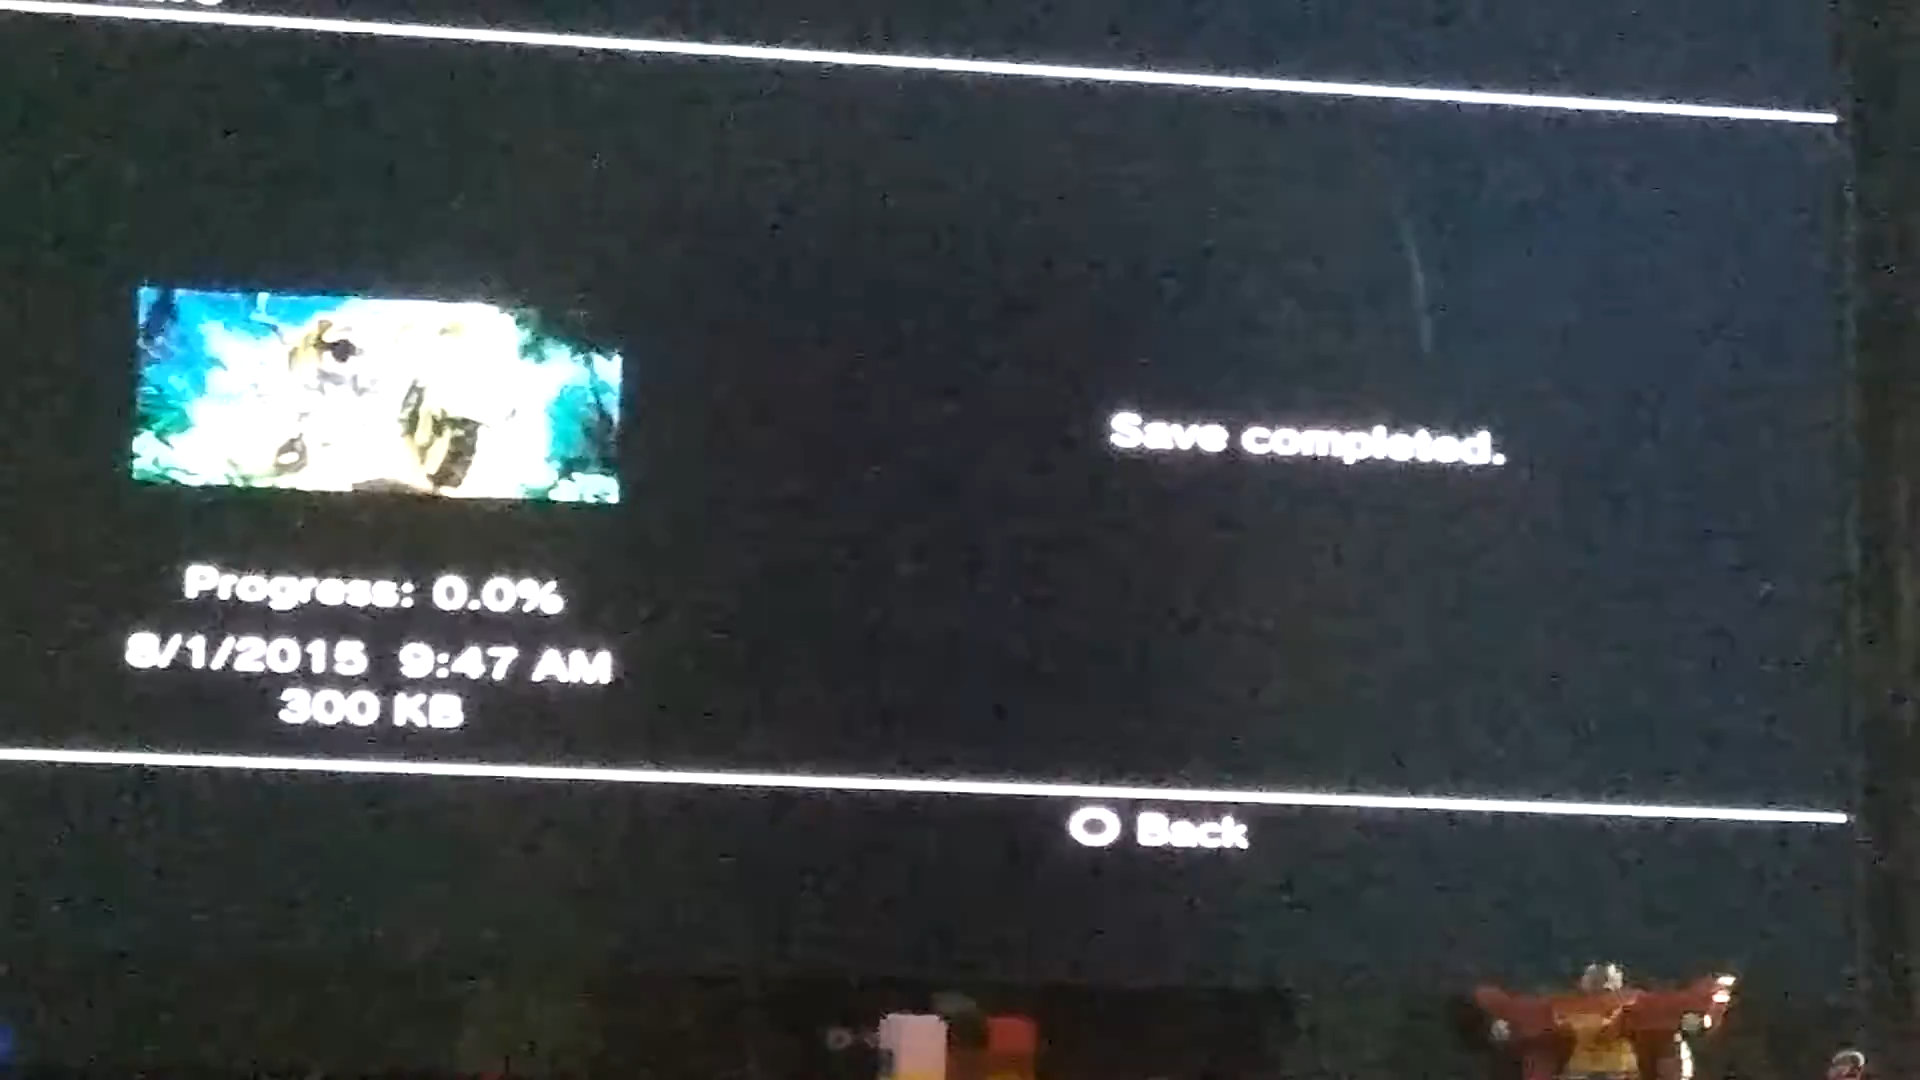 Save completed.
Progress: 0.0%
8/1/2015 9:47 AM
300 KB
Back